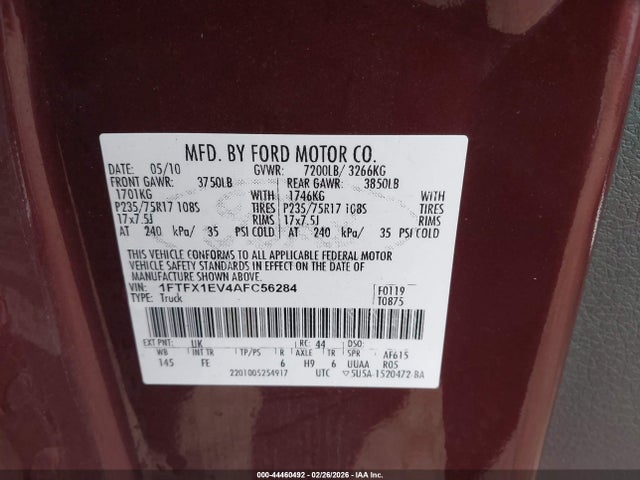 MFD. BY FORD MOTOR CO.
DATE: 05/10 GVWR: 7200LB/ 3266KG
FRONT GAWR: 3750LB REAR GAWR: 3850LB
1701KG WITH 1746KG WITH
P235/75R17 108S TIRES P235/75R17 108S TIRES
17x7.5J RIMS 17x7.5J RIMS
AT 240 kPa/ 35 PSI COLD AT 240 kPa/ 35 PSI COLD
THIS VEHICLE CONFORMS TO ALL APPLICABLE FEDERAL MOTOR
VEHICLE SAFETY STANDARDS IN EFFECT ON THE DATE OF
MANUFACTURE SHOWN ABOVE.
VIN: 1FTFX1EV4AFC56284 F0119
TYPE: Truck T0875
EXT PNT: UK RC: 44 DSO:
WB INT TR TP/PS R AXLE TR SPR AF615
145 FE 6 H9 6 UUAA R05
2201005254917 UTC 5USA-1520472-BA
000-44460492 - 02/26/2026 - IAAI.com